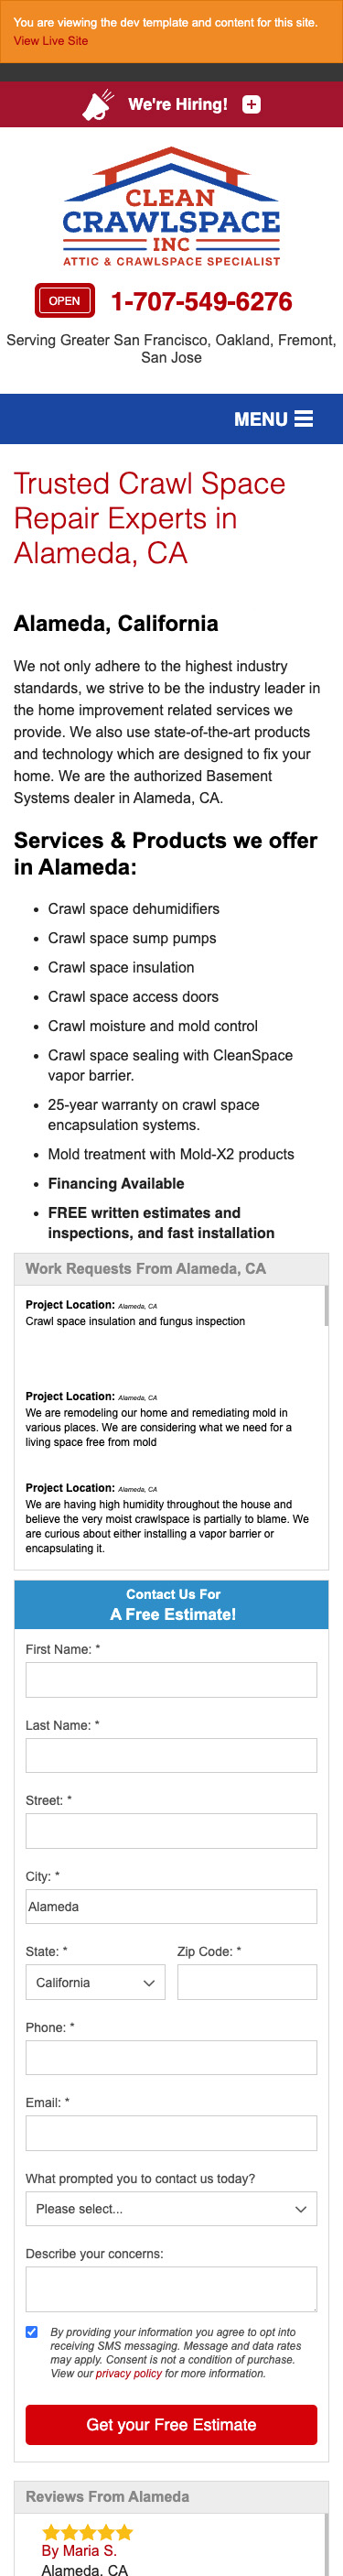 You are viewing the dev template and content for this site.
View Live Site
We're Hiring!
CLEAN
CRAWLSPACE
INC
ATTIC & CRAWLSPACE SPECIALIST
OPEN
1-707-549-6276
Serving Greater San Francisco, Oakland, Fremont,
San Jose
MENU
Trusted Crawl Space
Repair Experts in
Alameda, CA
Alameda, California
We not only adhere to the highest industry
standards, we strive to be the industry leader in
the home improvement related services we
provide. We also use state-of-the-art products
and technology which are designed to fix your
home. We are the authorized Basement
Systems dealer in Alameda, CA.
Services & Products we offer
in Alameda:
• Crawl space dehumidifiers
• Crawl space sump pumps
• Crawl space insulation
• Crawl space access doors
• Crawl moisture and mold control
• Crawl space sealing with CleanSpace
vapor barrier.
• 25-year warranty on crawl space
encapsulation systems.
• Mold treatment with Mold-X2 products
• Financing Available
• FREE written estimates and
inspections, and fast installation
Work Requests From Alameda, CA
Project Location: Alameda, CA
Crawl space insulation and fungus inspection
Project Location: Alameda, CA
We are remodeling our home and remediating mold in
various places. We are considering what we need for a
living space free from mold
Project Location: Alameda, CA
We are having high humidity throughout the house and
believe the very moist crawlspace is partially to blame. We
are curious about either installing a vapor barrier or
encapsulating it.
Contact Us For
A Free Estimate!
First Name: *
Last Name: *
Street: *
City: *
Alameda
State: * Zip Code: *
California
Phone: *
Email: *
What prompted you to contact us today?
Please select...
Describe your concerns:
By providing your information you agree to opt into
receiving SMS messaging. Message and data rates
may apply. Consent is not a condition of purchase.
View our privacy policy for more information.
Get your Free Estimate
Reviews From Alameda
By Maria S.
Alameda, CA